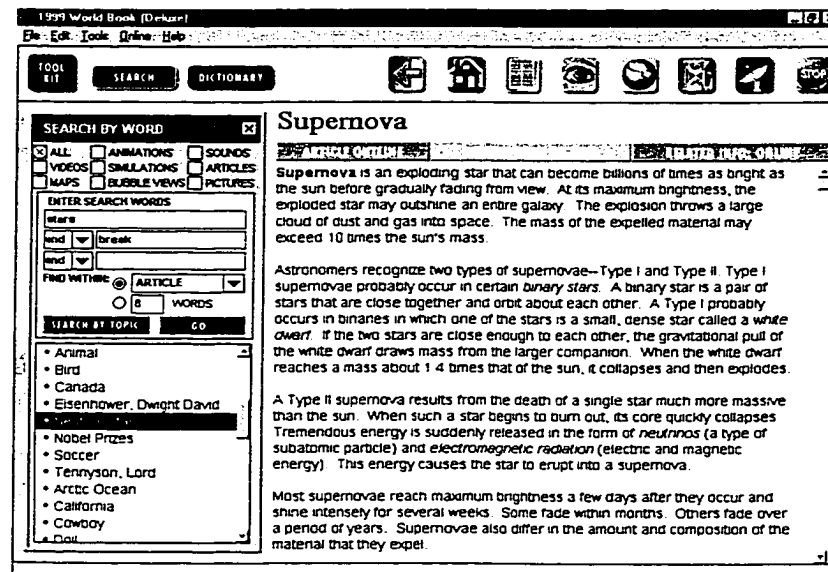 1999 World Book (Deluxe)
File Edit Tools Online Help
TOOL KIT
SEARCH
DICTIONARY
STOP
SEARCH BY WORD
ALL ANIMATIONS SOUNDS
VIDEOS SIMULATIONS ARTICLES
MAPS BUBBLE VIEWS PICTURES
ENTER SEARCH WORDS
stars
and break
and
FIND WITHIN: ARTICLE
8 WORDS
SEARCH BY TOPIC GO
• Animal
• Bird
• Canada
• Eisenhower, Dwight David
• Nobel Prizes
• Soccer
• Tennyson, Lord
• Arctic Ocean
• California
• Cowboy
• Doll
Supernova
ARTICLE OUTLINE RELATED INFO: ONLINE
Supernova is an exploding star that can become billions of times as bright as
the sun before gradually fading from view. At its maximum brightness, the
exploded star may outshine an entire galaxy. The explosion throws a large
cloud of dust and gas into space. The mass of the expelled material may
exceed 10 times the sun's mass.
Astronomers recognize two types of supernovae--Type I and Type II. Type I
supernovae probably occur in certain binary stars. A binary star is a pair of
stars that are close together and orbit about each other. A Type I probably
occurs in binaries in which one of the stars is a small, dense star called a white
dwarf. If the two stars are close enough to each other, the gravitational pull of
the white dwarf draws mass from the larger companion. When the white dwarf
reaches a mass about 1.4 times that of the sun, it collapses and then explodes.
A Type II supernova results from the death of a single star much more massive
than the sun. When such a star begins to burn out, its core quickly collapses
Tremendous energy is suddenly released in the form of neutrinos (a type of
subatomic particle) and electromagnetic radiation (electric and magnetic
energy). This energy causes the star to erupt into a supernova.
Most supernovae reach maximum brightness a few days after they occur and
shine intensely for several weeks. Some fade within months. Others fade over
a period of years. Supernovae also differ in the amount and composition of the
material that they expel.